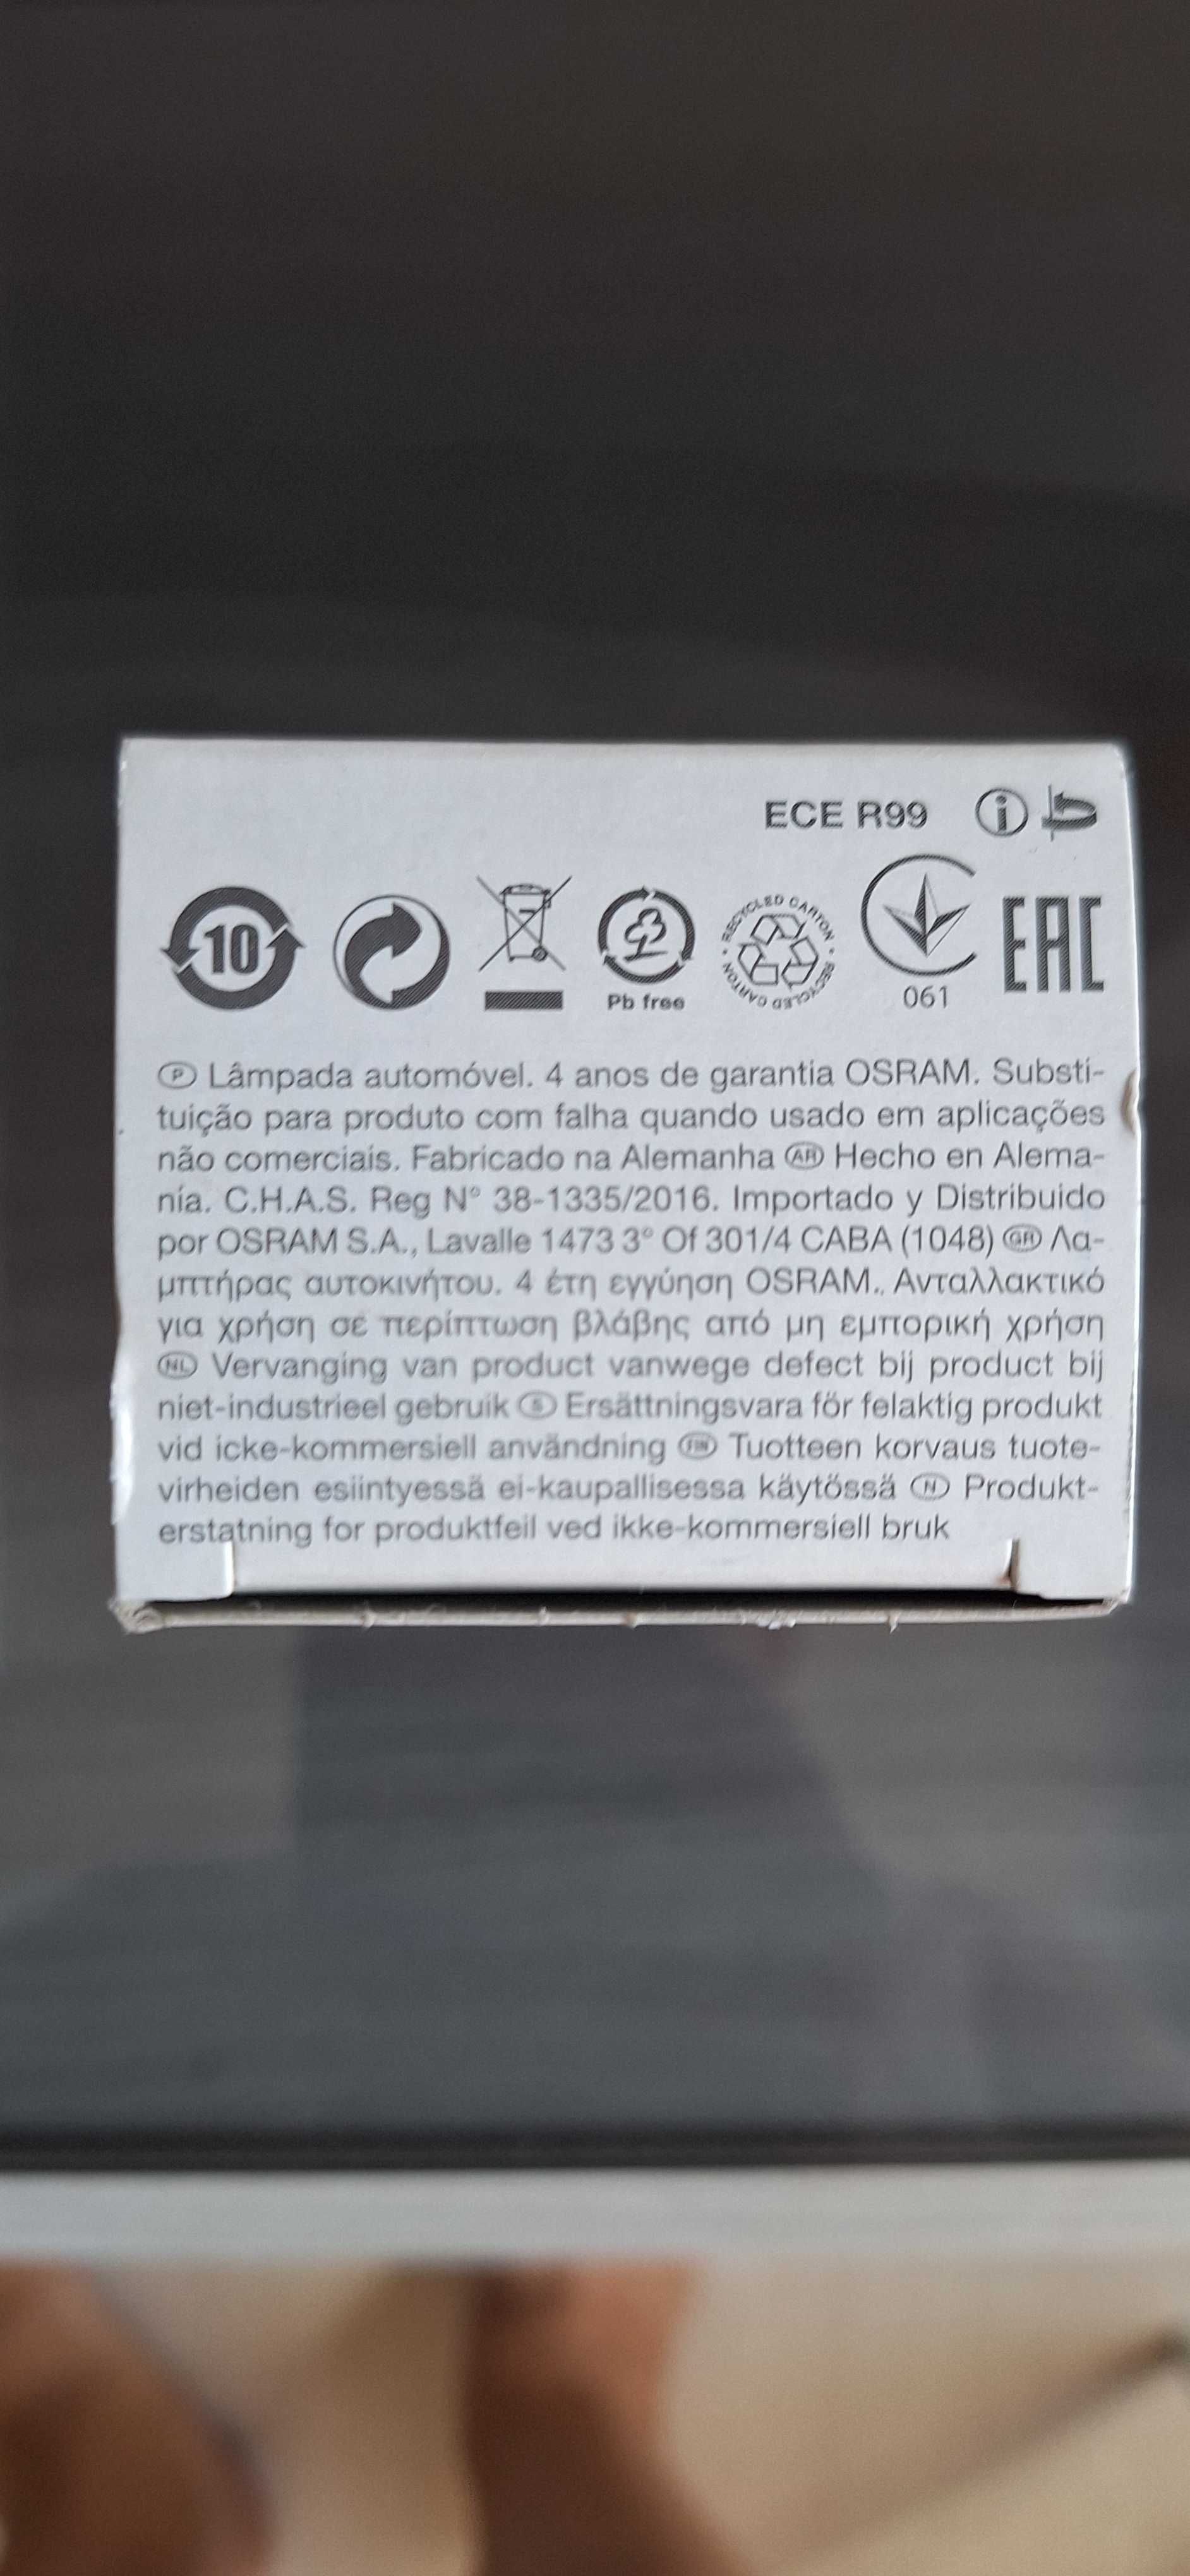 ECE R99 i
10
Pb free
RECYCLED CARTON • RECYCLED CARTON •
061
EAC
P Lâmpada automóvel. 4 anos de garantia OSRAM. Substi-
tuição para produto com falha quando usado em aplicações
não comerciais. Fabricado na Alemanha AR Hecho en Alema-
nía. C.H.A.S. Reg N° 38-1335/2016. Importado y Distribuido
por OSRAM S.A., Lavalle 1473 3° Of 301/4 CABA (1048) GR Λα-
μπτήρας αυτοκινήτου. 4 έτη εγγύηση OSRAM.. Ανταλλακτικό
για χρήση σε περίπτωση βλάβης από μη εμπορική χρήση
NL Vervanging van product vanwege defect bij product bij
niet-industrieel gebruik S Ersättningsvara för felaktig produkt
vid icke-kommersiell användning FIN Tuotteen korvaus tuote-
virheiden esiintyessä ei-kaupallisessa käytössä N Produkt-
erstatning for produktfeil ved ikke-kommersiell bruk